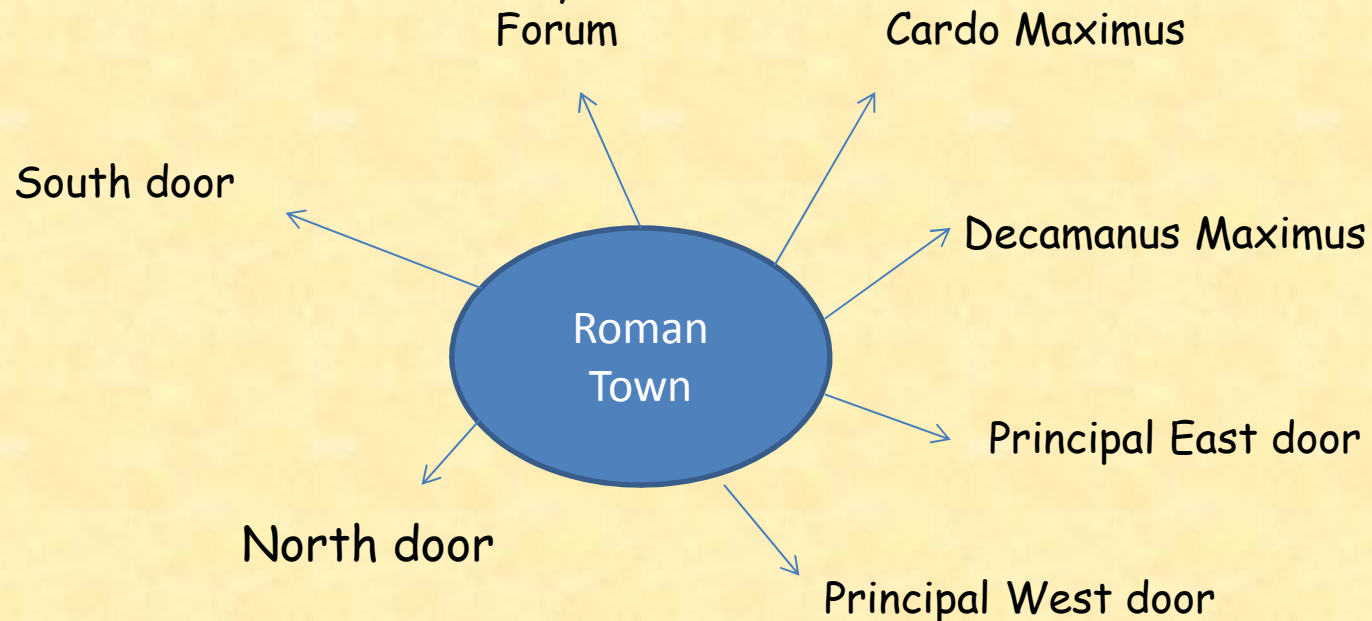 Forum
Cardo Maximus
South door
Decamanus Maximus
Roman
Town
Principal East door
North door
Principal West door